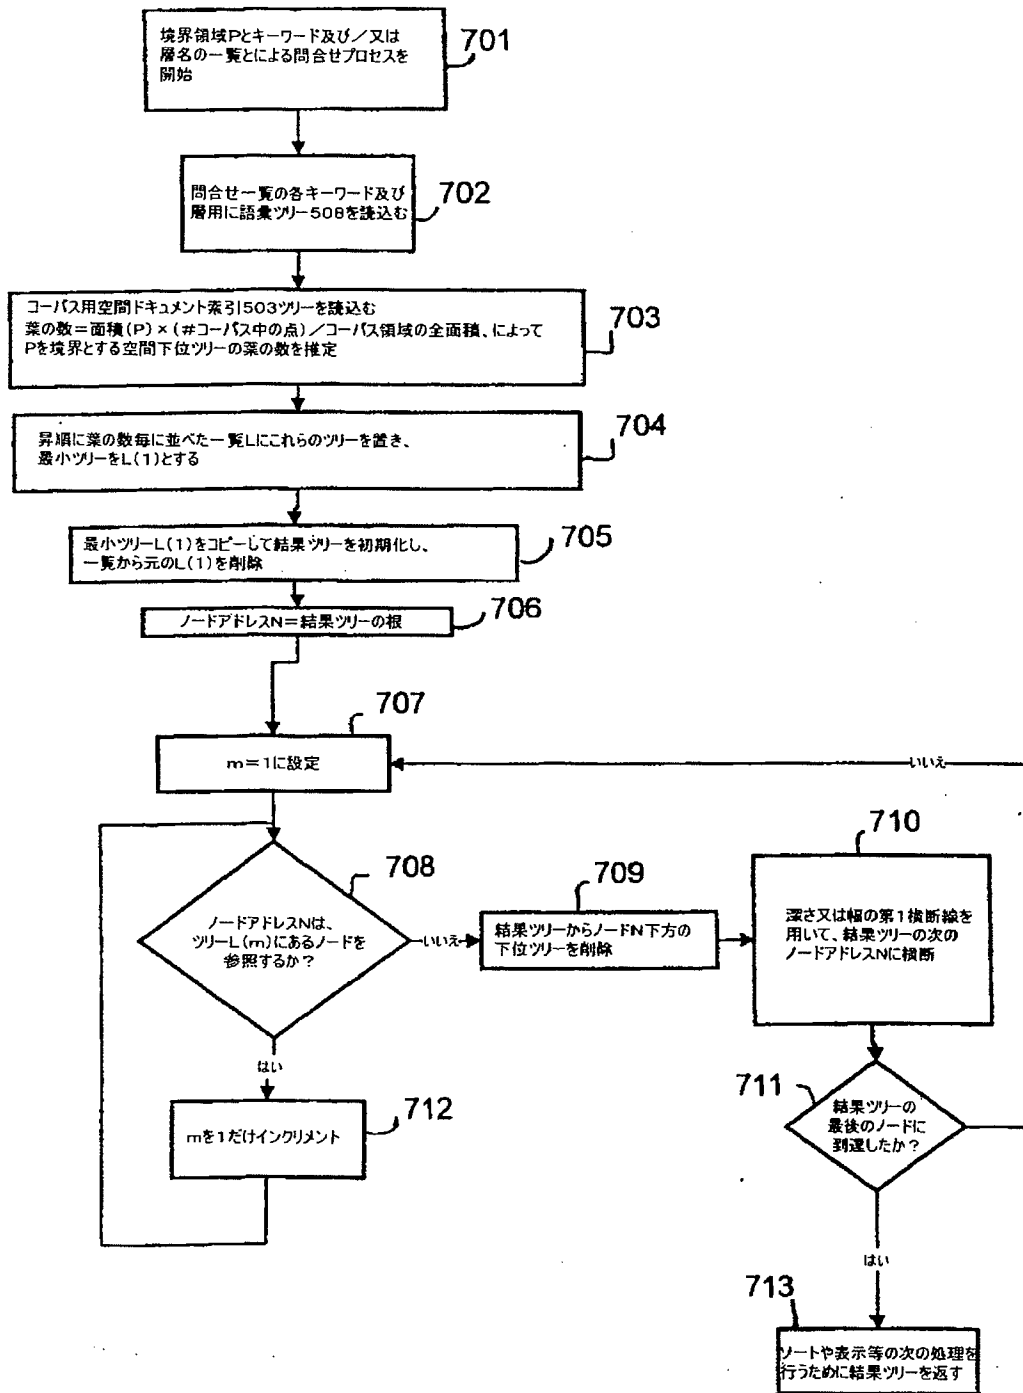 境界領域Pとキーワード及び／又は
層名の一覧とによる問合せプロセスを
開始
701
問合せ一覧の各キーワード及び
層用に語彙ツリー508を読込む
702
コーパス用空間ドキュメント索引503ツリーを読込む
葉の数＝面積(P)×(#コーパス中の点)／コーパス領域の全面積、によって
Pを境界とする空間下位ツリーの葉の数を推定
703
昇順に葉の数毎に並べた一覧Lにこれらのツリーを置き、
最小ツリーをL(1)とする
704
最小ツリーL(1)をコピーして結果ツリーを初期化し、
一覧から元のL(1)を削除
705
ノードアドレスN＝結果ツリーの根
706
707
m＝1に設定
いいえ
708
ノードアドレスNは、
ツリーL(m)にあるノードを
参照するか？
いいえ
709
結果ツリーからノードN下方の
下位ツリーを削除
710
深さ又は幅の第1横断線を
用いて、結果ツリーの次の
ノードアドレスNに横断
はい
712
mを1だけインクリメント
711
結果ツリーの
最後のノードに
到達したか？
はい
713
ソートや表示等の次の処理を
行うために結果ツリーを返す